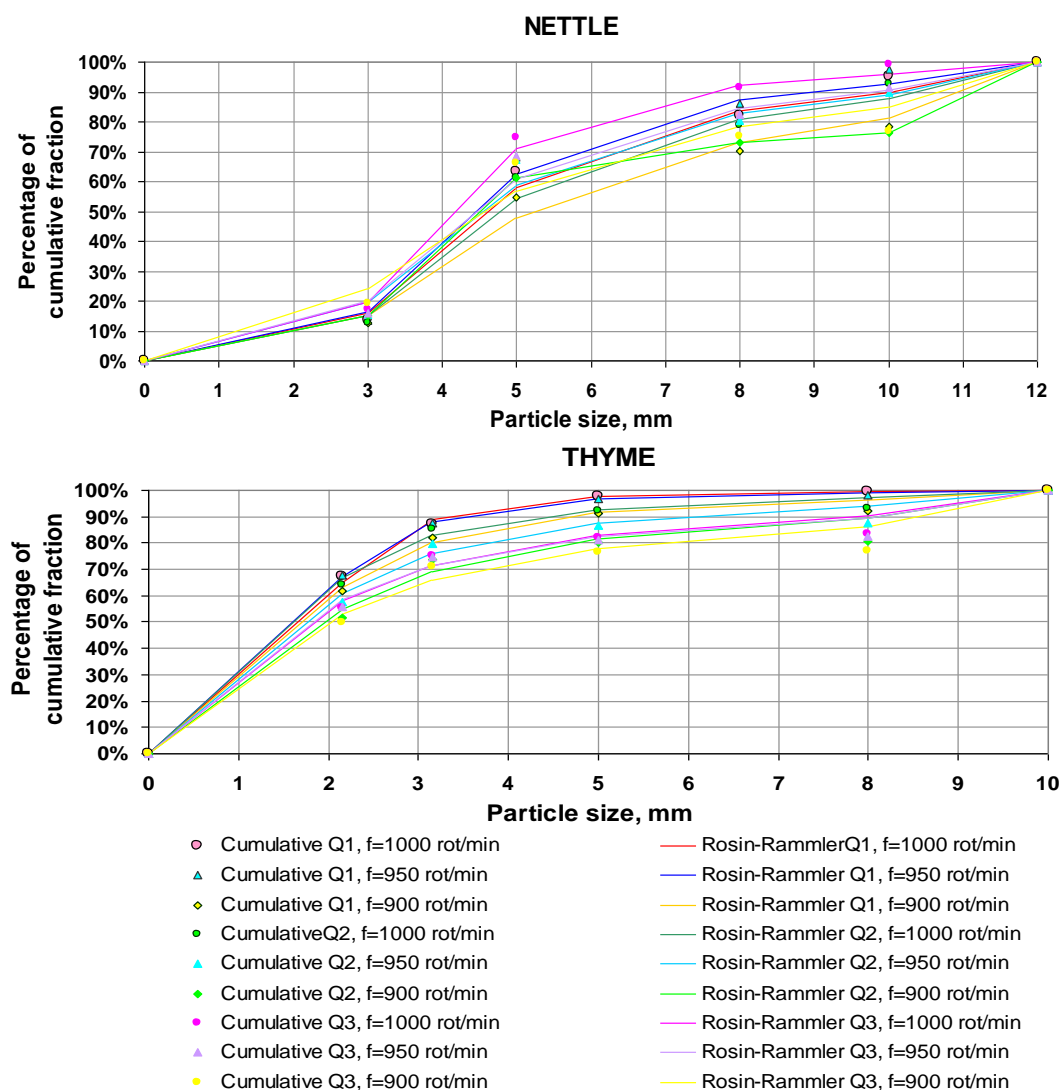 NETTLE
100%
90%
80%
70%
60%
50%
40%
30%
20%
10%
0%
Percentage of
cumulative fraction
0 1 2 3 4 5 6 7 8 9 10 11 12
Particle size, mm
THYME
100%
90%
80%
70%
60%
50%
40%
30%
20%
10%
0%
Percentage of
cumulative fraction
0 1 2 3 4 5 6 7 8 9 10
Particle size, mm
Cumulative Q1, f=1000 rot/min Rosin-RammlerQ1, f=1000 rot/min
Cumulative Q1, f=950 rot/min Rosin-Rammler Q1, f=950 rot/min
Cumulative Q1, f=900 rot/min Rosin-Rammler Q1, f=900 rot/min
CumulativeQ2, f=1000 rot/min Rosin-Rammler Q2, f=1000 rot/min
Cumulative Q2, f=950 rot/min Rosin-Rammler Q2, f=950 rot/min
Cumulative Q2, f=900 rot/min Rosin-Rammler Q2, f=900 rot/min
Cumulative Q3, f=1000 rot/min Rosin-Rammler Q3, f=1000 rot/min
Cumulative Q3, f=950 rot/min Rosin-Rammler Q3, f=950 rot/min
Cumulative Q3, f=900 rot/min Rosin-Rammler Q3, f=900 rot/min